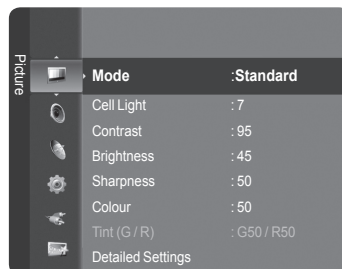 Picture
Mode :Standard
Cell Light : 7
Contrast : 95
Brightness : 45
Sharpness : 50
Colour : 50
Tint (G / R) : G50 / R50
Detailed Settings